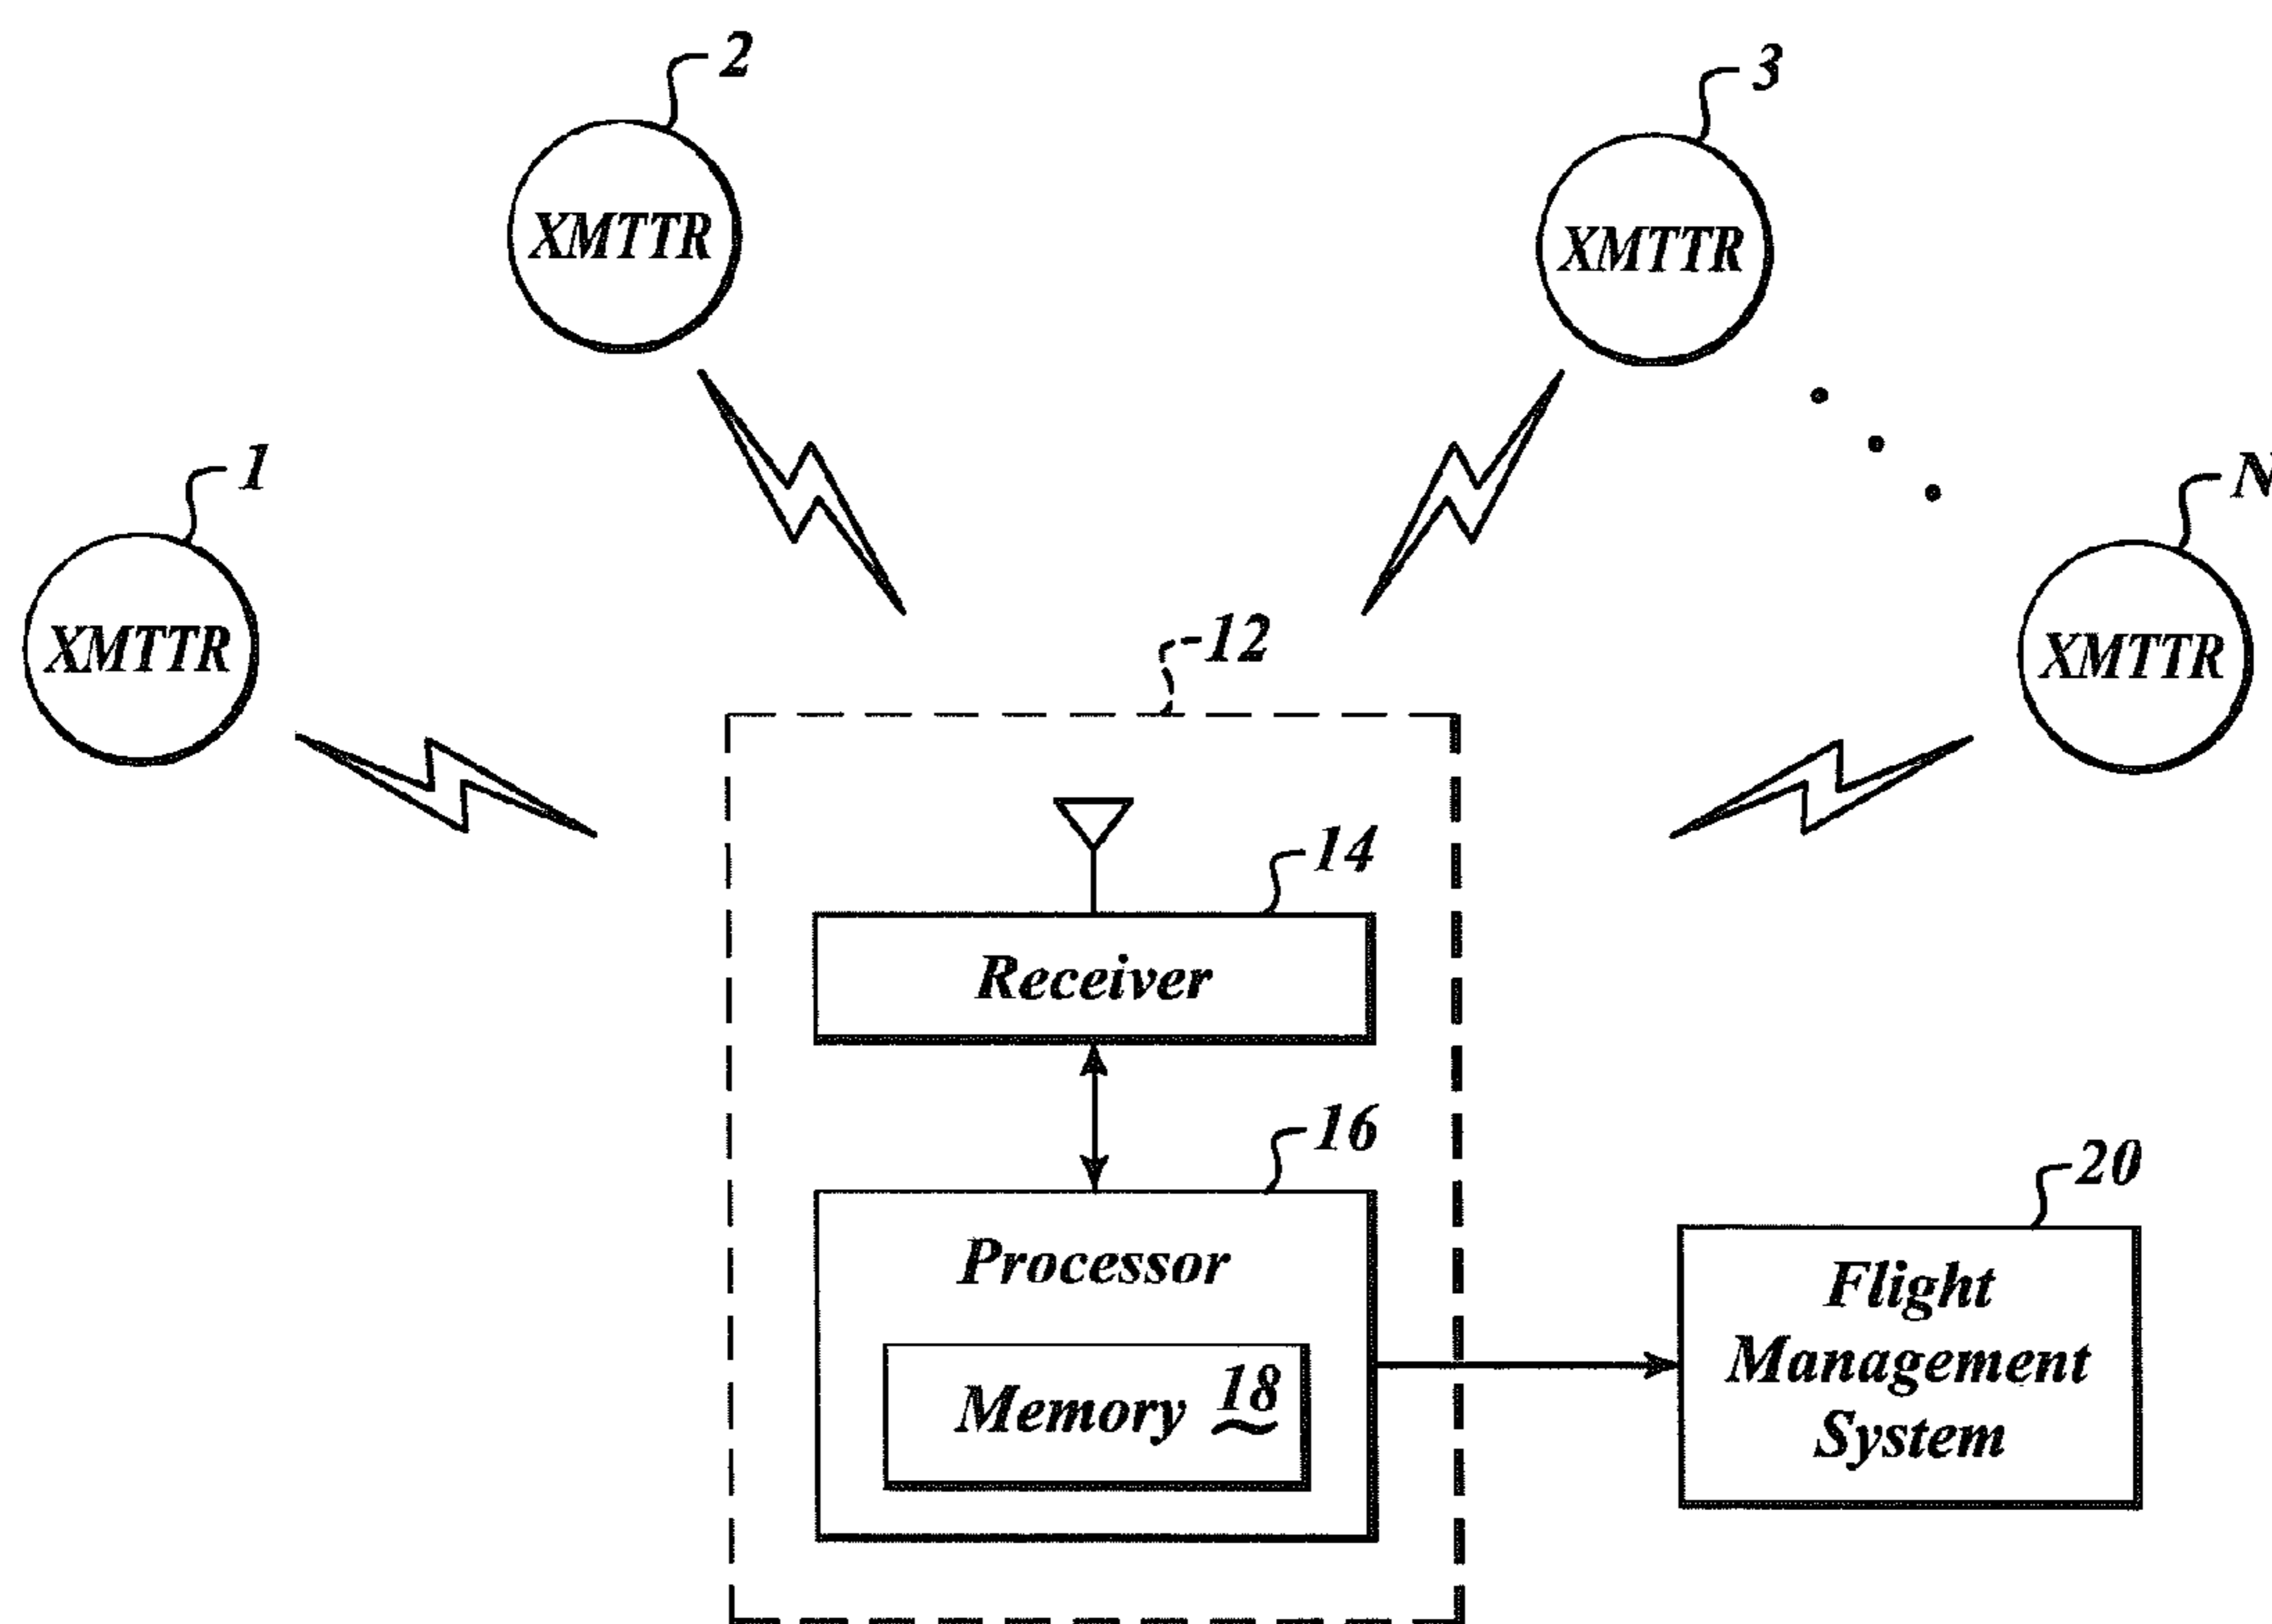 2
3
XMTTR
XMTTR
1
N
XMTTR
XMTTR
12
14
Receiver
16
Processor
Memory 18
20
Flight
Management
System